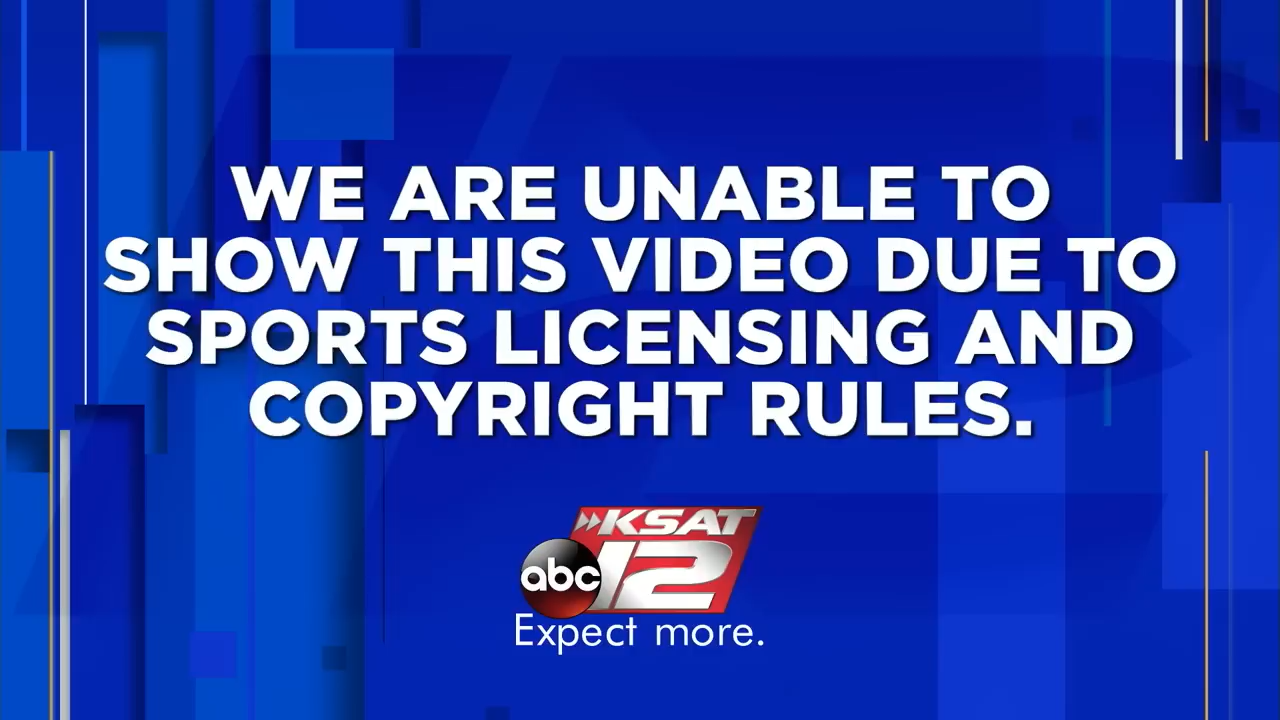 WE ARE UNABLE TO
SHOW THIS VIDEO DUE TO
SPORTS LICENSING AND
COPYRIGHT RULES.
KSAT
abc 12
Expect more.